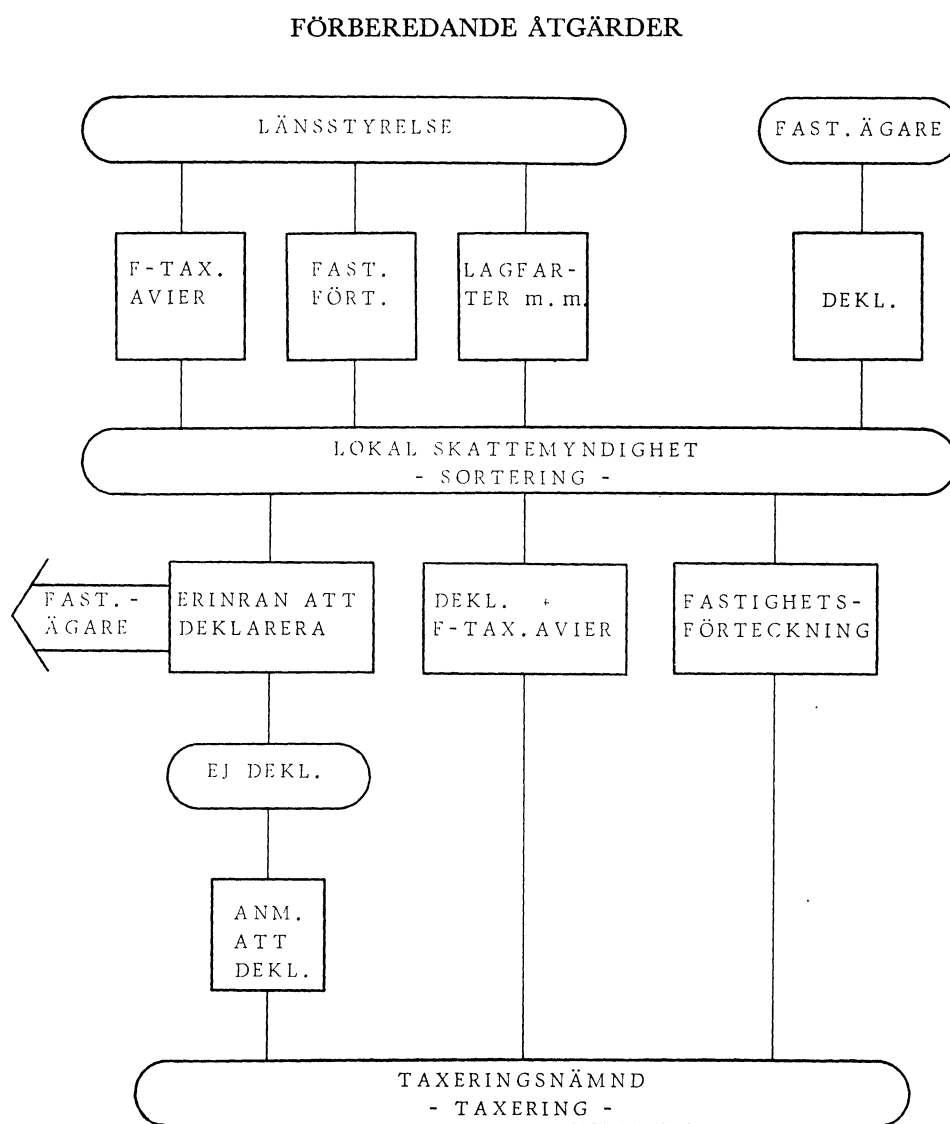 FÖRBEREDANDE ÅTGÄRDER
LÄNSSTYRELSE
FAST.ÄGARE
F-TAX.
AVIER
FAST.
FÖRT.
LAGFAR-
TER m.m.
DEKL.
LOKAL SKATTEMYNDIGHET
- SORTERING -
FAST.-
ÄGARE
ERINRAN ATT
DEKLARERA
DEKL. +
F-TAX.AVIER
FASTIGHETS-
FÖRTECKNING
EJ DEKL.
ANM.
ATT
DEKL.
TAXERINGSNÄMND
- TAXERING -